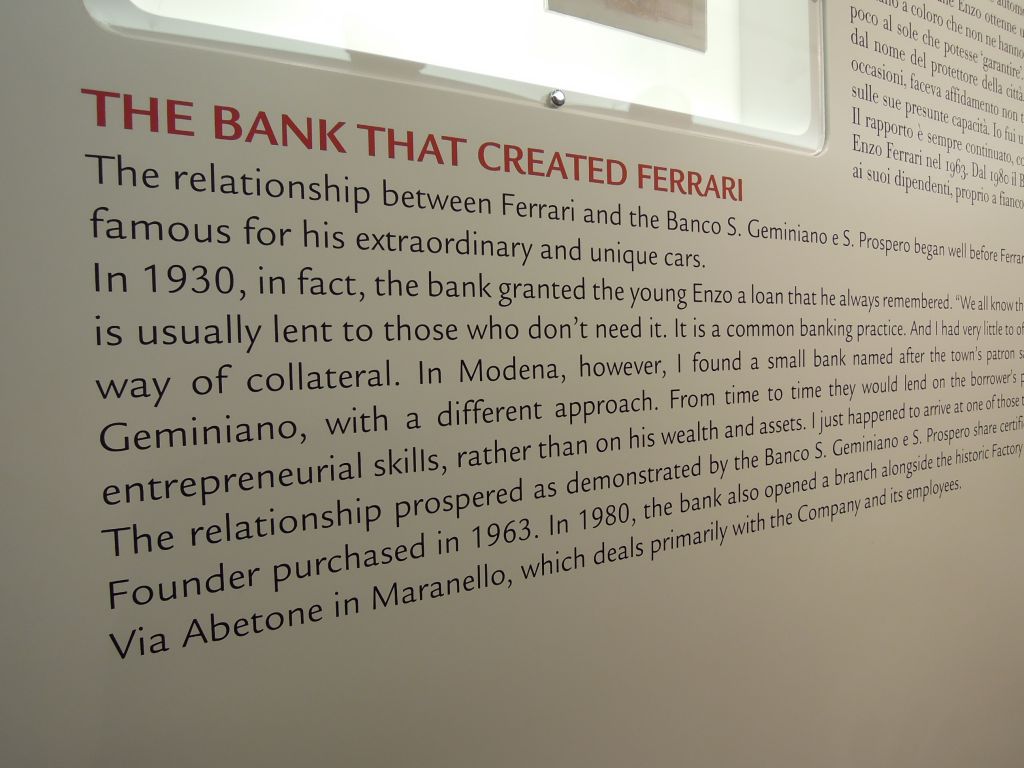 THE BANK THAT CREATED FERRARI
The relationship between Ferrari and the Banco S. Geminiano e S. Prospero began well before Ferrar
famous for his extraordinary and unique cars.
In 1930, in fact, the bank granted the young Enzo a loan that he always remembered. “We all know th
is usually lent to those who don’t need it. It is a common banking practice. And I had very little to of
way of collateral. In Modena, however, I found a small bank named after the town’s patron sa
Geminiano, with a different approach. From time to time they would lend on the borrower’s p
entrepreneurial skills, rather than on his wealth and assets. I just happened to arrive at one of those t
The relationship prospered as demonstrated by the Banco S. Geminiano e S. Prospero share certifi
Founder purchased in 1963. In 1980, the bank also opened a branch alongside the historic Factory
Via Abetone in Maranello, which deals primarily with the Company and its employees.
Enzo ottenne
a coloro che non ne hanno
poco al sole che potesse ‘garantire’
dal nome del protettore della città
occasioni, faceva affidamento non
sulle sue presunte capacità. Io fui u
Il rapporto è sempre continuato, co
Enzo Ferrari nel 1963. Dal 1980 il B
ai suoi dipendenti, proprio a fianco